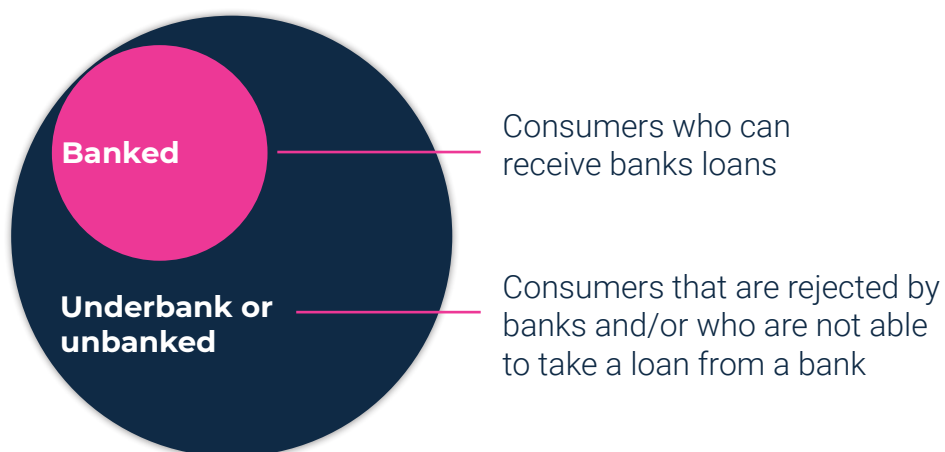 Banked
Consumers who can
receive banks loans
Underbank or
unbanked
Consumers that are rejected by
banks and/or who are not able
to take a loan from a bank